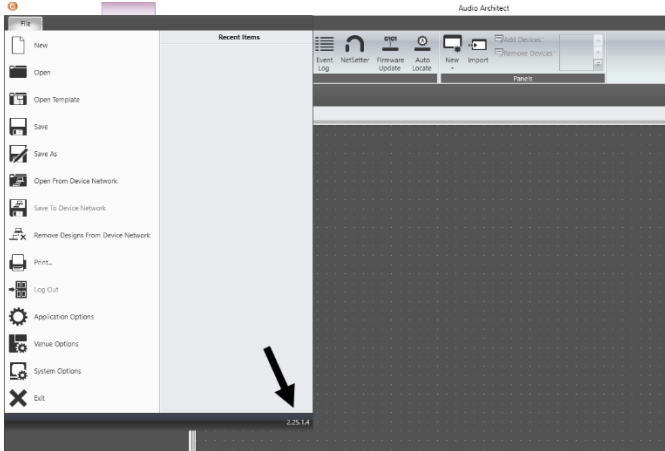 Audio Architect
File
New
Open
Open Template
Save
Save As
Open From Device Network
Save To Device Network
Remove Designs From Device Network
Print...
Log Out
Application Options
Venue Options
System Options
Exit
Recent Items
2.25.1.4
Event Log
NetSetter
Firmware Update
Auto Locate
New
Import
Add Devices
Remove Devices
Panels